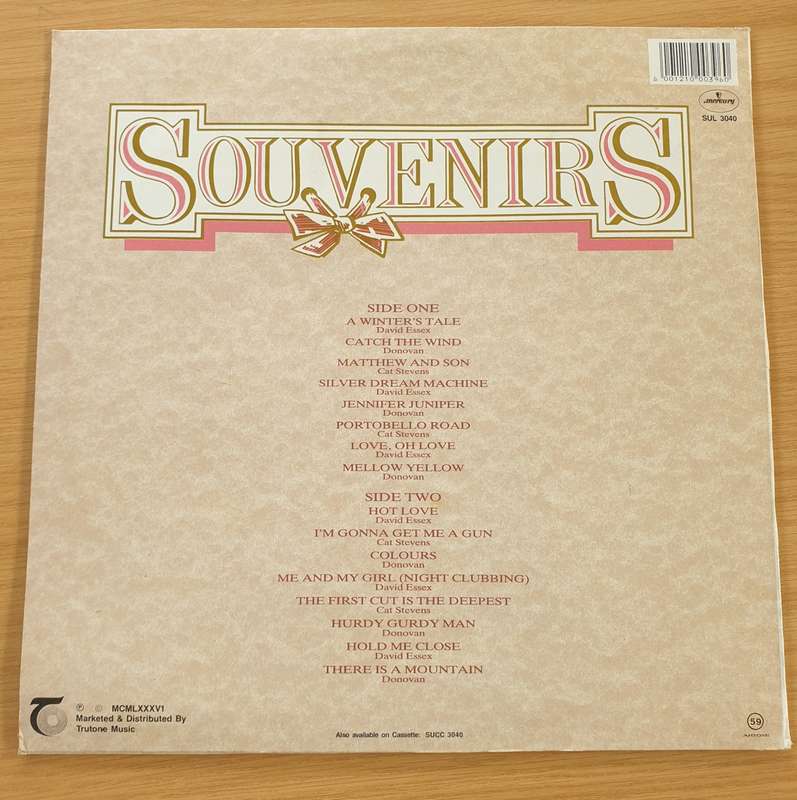 6 001210 003960
mercury
SUL 3040
SOUVENIRS
SIDE ONE
A WINTER'S TALE
David Essex
CATCH THE WIND
Donovan
MATTHEW AND SON
Cat Stevens
SILVER DREAM MACHINE
David Essex
JENNIFER JUNIPER
Donovan
PORTOBELLO ROAD
Cat Stevens
LOVE, OH LOVE
David Essex
MELLOW YELLOW
Donovan
SIDE TWO
HOT LOVE
David Essex
I'M GONNA GET ME A GUN
Cat Stevens
COLOURS
Donovan
ME AND MY GIRL (NIGHT CLUBBING)
David Essex
THE FIRST CUT IS THE DEEPEST
Cat Stevens
HURDY GURDY MAN
Donovan
HOLD ME CLOSE
David Essex
THERE IS A MOUNTAIN
Donovan
Ⓟ © MCMLXXXV1
Marketed & Distributed By
Trutone Music
Also available on Cassette: SUCC 3040
59